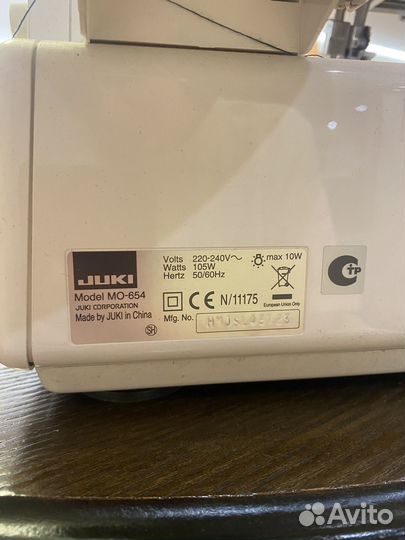 JUKI
Model MO-654
JUKI CORPORATION
Made by JUKI in China
SH
Volts 220-240V~
Watts 105W
Hertz 50/60Hz
max 10W
CE N/11175
European Union Only
Mfg. No.
Avito